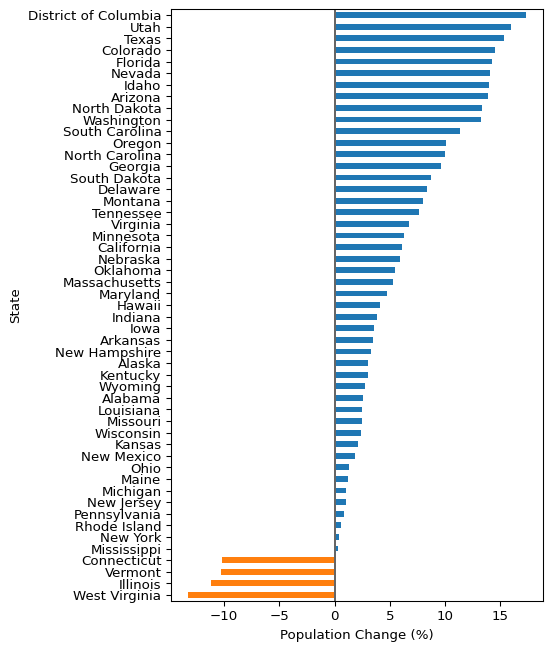 District of Columbia
Utah
Texas
Colorado
Florida
Nevada
Idaho
Arizona
North Dakota
Washington
South Carolina
Oregon
North Carolina
Georgia
South Dakota
Delaware
Montana
Tennessee
Virginia
Minnesota
California
Nebraska
Oklahoma
Massachusetts
Maryland
Hawaii
Indiana
Iowa
Arkansas
New Hampshire
Alaska
Kentucky
Wyoming
Alabama
Louisiana
Missouri
Wisconsin
Kansas
New Mexico
Ohio
Maine
Michigan
New Jersey
Pennsylvania
Rhode Island
New York
Mississippi
Connecticut
Vermont
Illinois
West Virginia
State
−10 −5 0 5 10 15
Population Change (%)